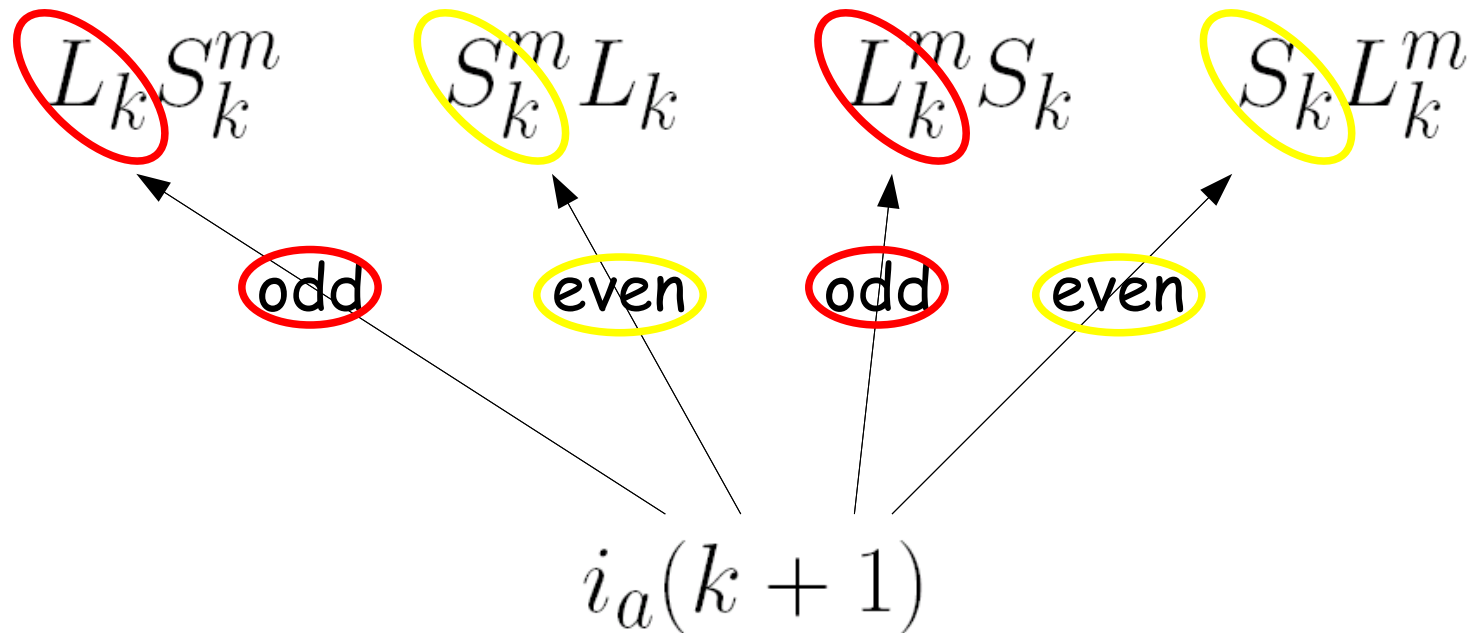 L_k S_k^m S_k^m L_k L_k^m S_k S_k L_k^m
odd even odd even
i_a(k + 1)